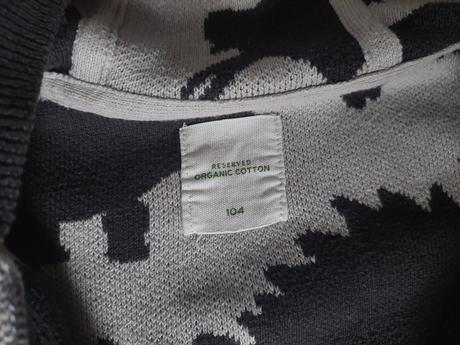 RESERVED
ORGANIC COTTON
104